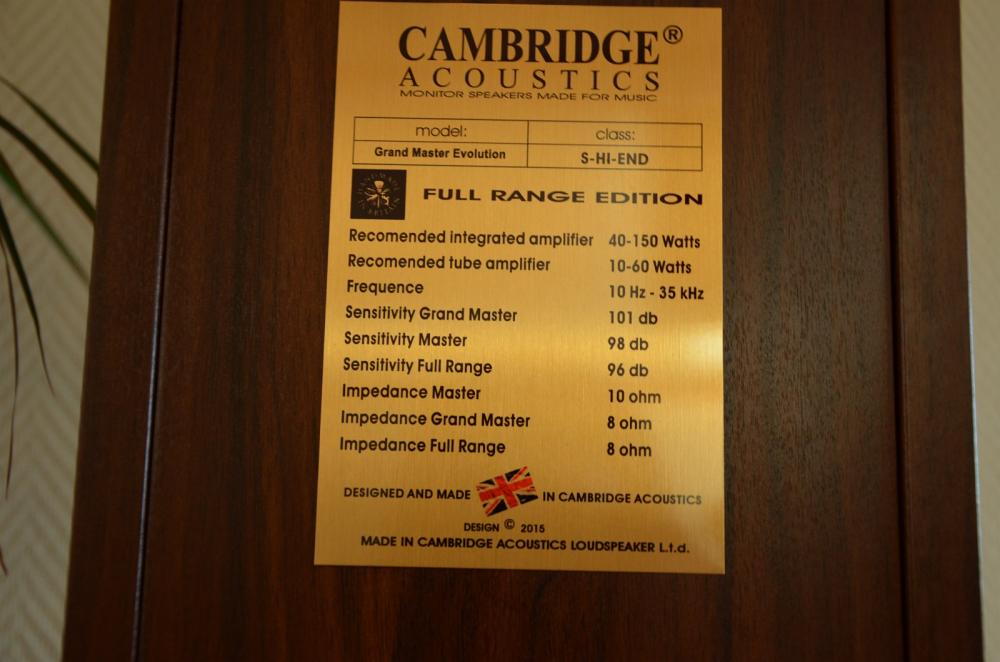 CAMBRIDGE®
ACOUSTICS
MONITOR SPEAKERS MADE FOR MUSIC
model: class:
Grand Master Evolution S-HI-END
HANDMADE IN BRITAIN
FULL RANGE EDITION
Recomended integrated amplifier 40-150 Watts
Recomended tube amplifier 10-60 Watts
Frequence 10 Hz - 35 kHz
Sensitivity Grand Master 101 db
Sensitivity Master 98 db
Sensitivity Full Range 96 db
Impedance Master 10 ohm
Impedance Grand Master 8 ohm
Impedance Full Range 8 ohm
DESIGNED AND MADE IN CAMBRIDGE ACOUSTICS
DESIGN © 2015
MADE IN CAMBRIDGE ACOUSTICS LOUDSPEAKER L.t.d.